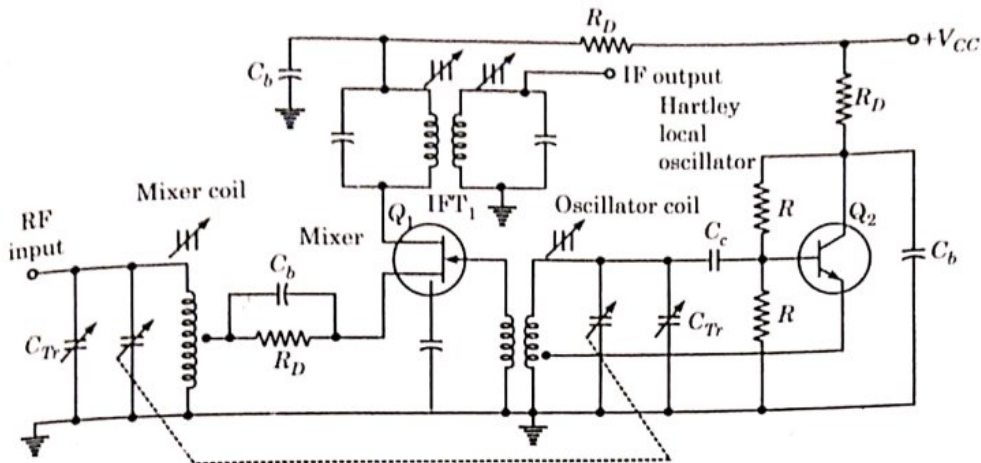 R_D
+V_CC
C_b
IF output
R_D
Hartley
local
oscillator
Mixer coil
IFT_1
RF
input
Mixer
Q_1
Oscillator coil
C_c
R
Q_2
C_b
C_b
C_Tr
R_D
C_Tr
R